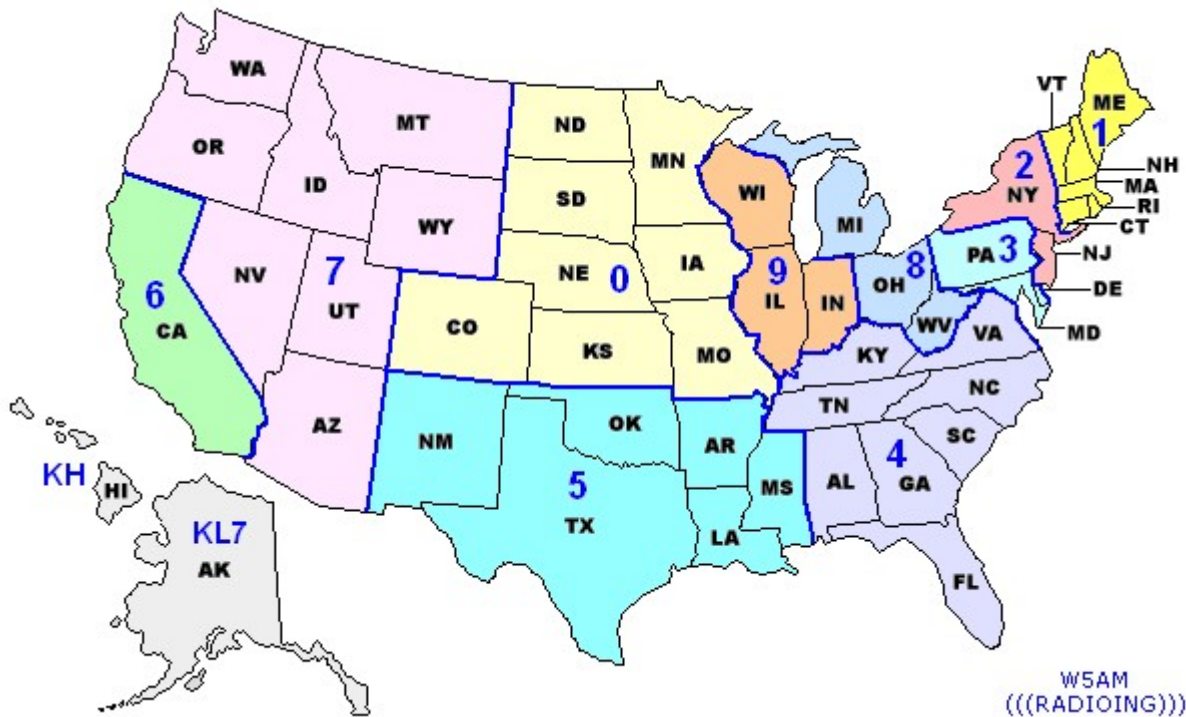 WA
MT
ND
MN
VT
ME
1
OR
ID
SD
WI
MI
2
NY
NH
MA
RI
CT
WY
NV
7
UT
NE
0
IA
9
IL
IN
OH
8
PA
3
NJ
DE
MD
6
CA
CO
KS
MO
KY
WV
VA
AZ
NM
OK
AR
TN
NC
SC
KH
HI
5
TX
LA
MS
AL
4
GA
FL
KL7
AK
W5AM
(((RADIOING)))